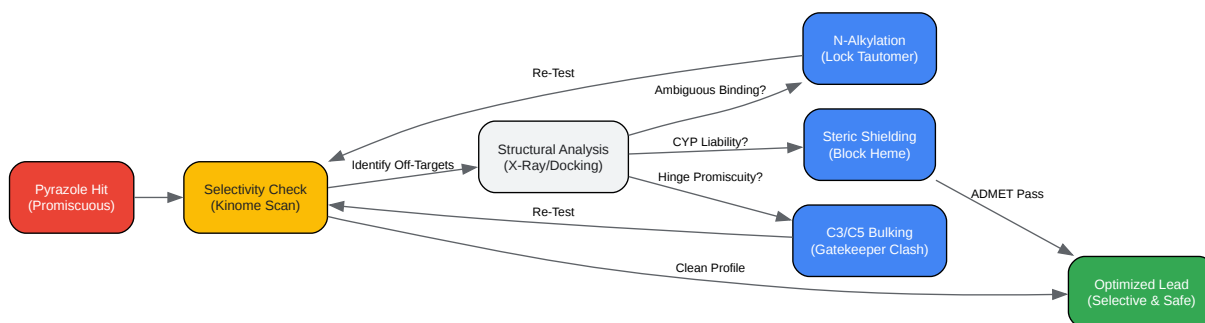 Pyrazole Hit
(Promiscuous)
Selectivity Check
(Kinome Scan)
Identify Off-Targets
Structural Analysis
(X-Ray/Docking)
Re-Test
Ambiguous Binding?
N-Alkylation
(Lock Tautomer)
CYP Liability?
Steric Shielding
(Block Heme)
Hinge Promiscuity?
Re-Test
C3/C5 Bulking
(Gatekeeper Clash)
ADMET Pass
Clean Profile
Optimized Lead
(Selective & Safe)